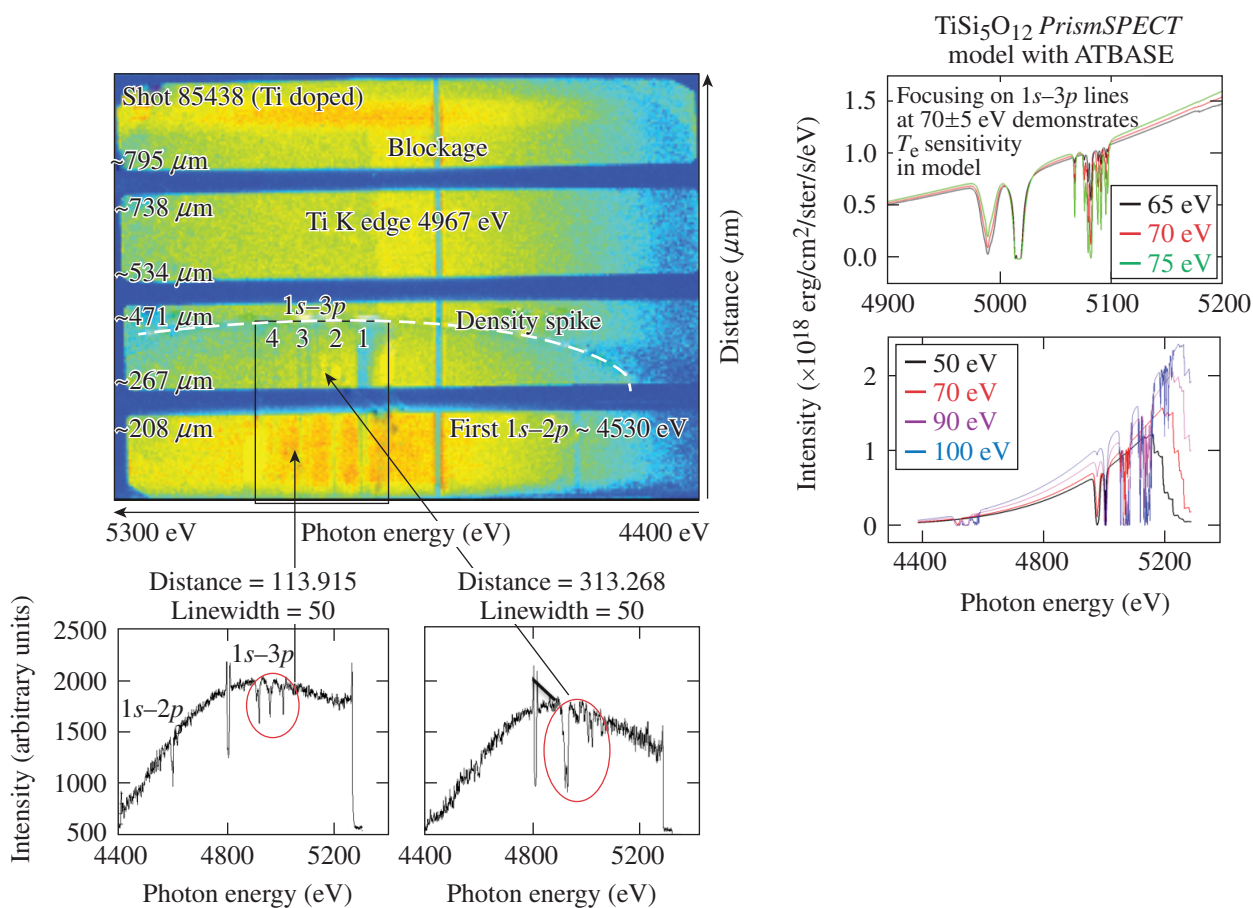 TiSi5O12 PrismSPECT
model with ATBASE
Shot 85438 (Ti doped)
Blockage
~795 μm
~738 μm
Ti K edge 4967 eV
~534 μm
1s–3p
~471 μm
Density spike
4 3 2 1
~267 μm
~208 μm
First 1s–2p ~ 4530 eV
Distance (μm)
5300 eV
Photon energy (eV)
4400 eV
Focusing on 1s–3p lines
at 70±5 eV demonstrates
Te sensitivity
in model
65 eV
70 eV
75 eV
1.5
1.0
0.5
0.0
4900 5000 5100 5200
Intensity (×10^18 erg/cm^2/ster/s/eV)
50 eV
70 eV
90 eV
100 eV
2
1
0
4400 4800 5200
Photon energy (eV)
Distance = 113.915
Linewidth = 50
2500
2000
1500
1000
500
1s–2p
1s–3p
Intensity (arbitrary units)
4400 4800 5200
Photon energy (eV)
Distance = 313.268
Linewidth = 50
4400 4800 5200
Photon energy (eV)